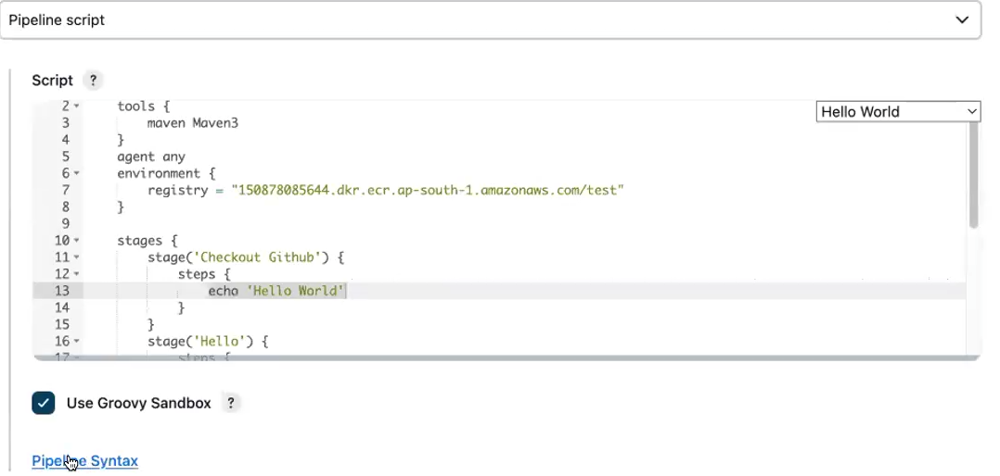 Pipeline script
Script ?
Hello World
2 tools {
3 maven Maven3
4 }
5 agent any
6 environment {
7 registry = "150878085644.dkr.ecr.ap-south-1.amazonaws.com/test"
8 }
9
10 stages {
11 stage('Checkout Github') {
12 steps {
13 echo 'Hello World'
14 }
15 }
16 stage('Hello') {
17 steps {
Use Groovy Sandbox ?
Pipeline Syntax